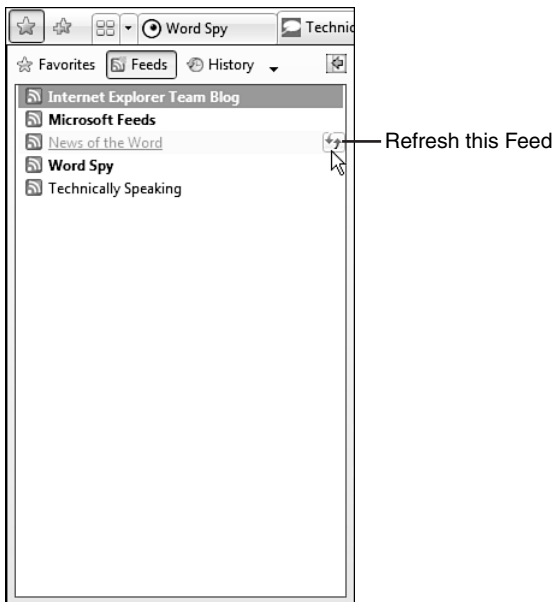 Word Spy Technic
Favorites Feeds History
Internet Explorer Team Blog
Microsoft Feeds
News of the Word Refresh this Feed
Word Spy
Technically Speaking